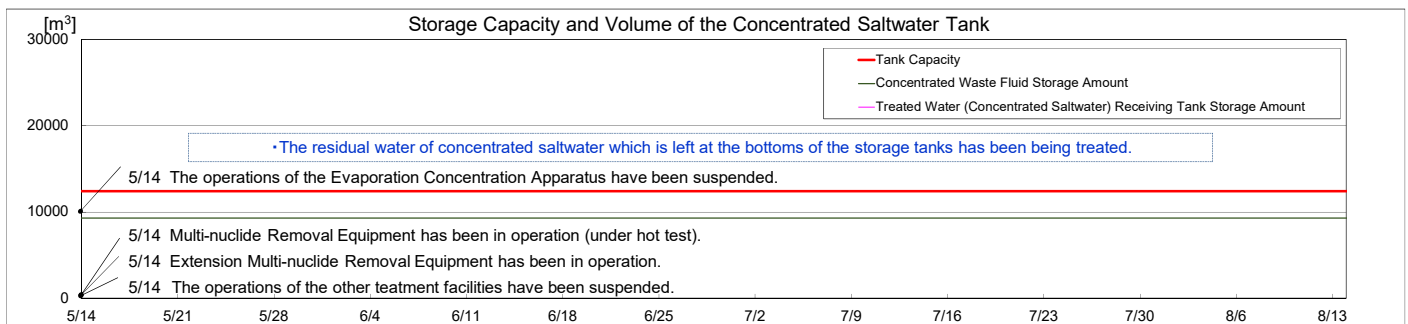 Storage Capacity and Volume of the Concentrated Saltwater Tank
[m3]
30000
Tank Capacity
Concentrated Waste Fluid Storage Amount
Treated Water (Concentrated Saltwater) Receiving Tank Storage Amount
20000
・The residual water of concentrated saltwater which is left at the bottoms of the storage tanks has been being treated.
5/14 The operations of the Evaporation Concentration Apparatus have been suspended.
10000
5/14 Multi-nuclide Removal Equipment has been in operation (under hot test).
5/14 Extension Multi-nuclide Removal Equipment has been in operation.
5/14 The operations of the other teatment facilities have been suspended.
0
5/14 5/21 5/28 6/4 6/11 6/18 6/25 7/2 7/9 7/16 7/23 7/30 8/6 8/13